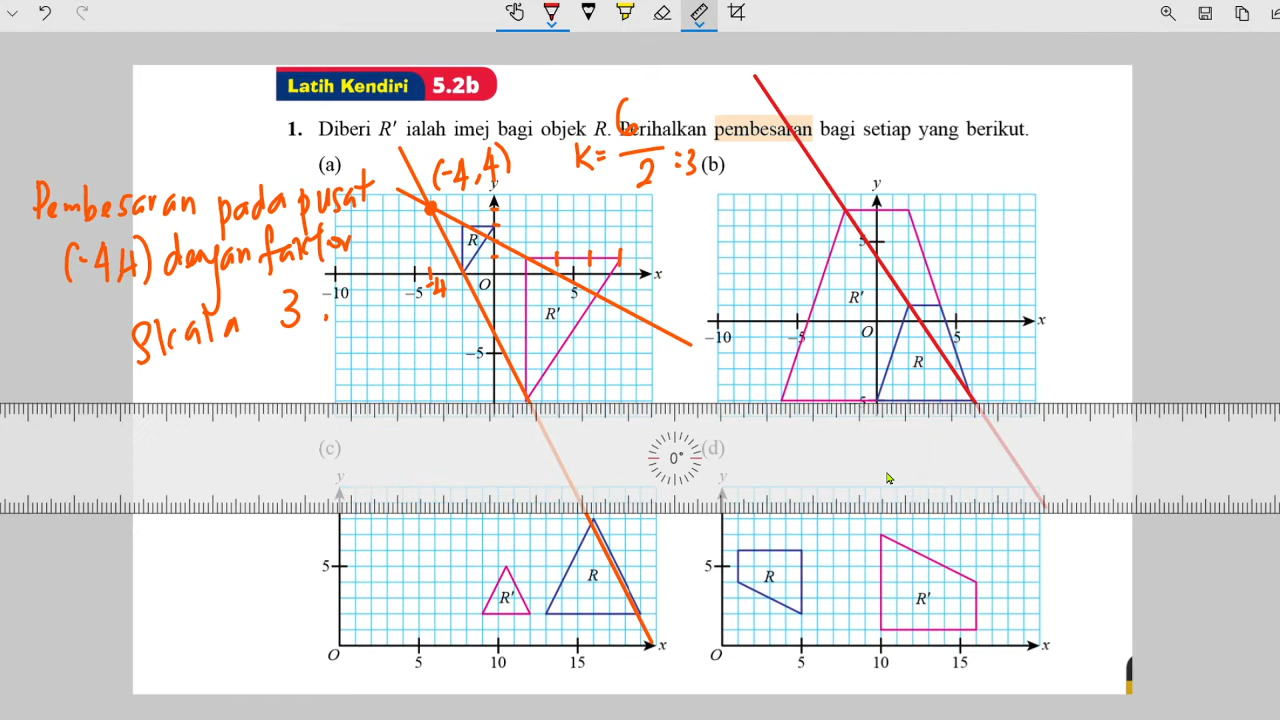 Latih Kendiri 5.2b
1. Diberi R′ ialah imej bagi objek R. Perihalkan pembesaran bagi setiap yang berikut.
(a)
(-4,4)
K= 6/2 = 3
Pembesaran pada pusat
(-4,4) dengan faktor
skala 3.
y
R
-4
x
−10
−5
O
5
R′
−5
(b)
y
5
R′
x
−10
−5
O
5
R
5
(c)
y
0°
5
R
R′
O
5
10
15
x
(d)
y
5
R
R′
O
5
10
15
x